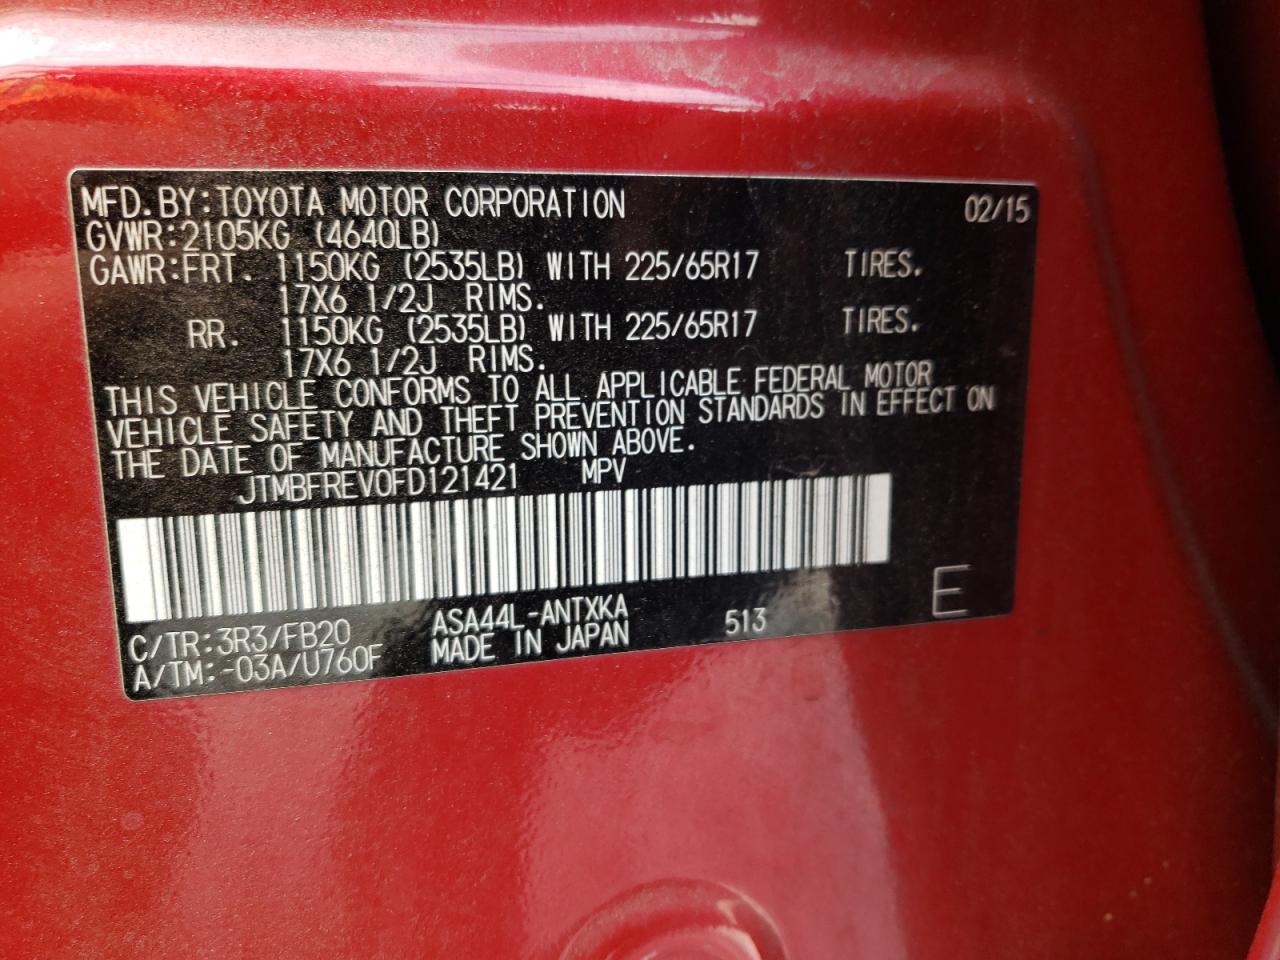 MFD. BY: TOYOTA MOTOR CORPORATION 02/15
GVWR: 2105KG (4640LB)
GAWR: FRT. 1150KG (2535LB) WITH 225/65R17 TIRES.
17X6 1/2J RIMS.
RR. 1150KG (2535LB) WITH 225/65R17 TIRES.
17X6 1/2J RIMS.
THIS VEHICLE CONFORMS TO ALL APPLICABLE FEDERAL MOTOR
VEHICLE SAFETY AND THEFT PREVENTION STANDARDS IN EFFECT ON
THE DATE OF MANUFACTURE SHOWN ABOVE.
JTMBFREV0FD121421 MPV
C/TR: 3R3/FB20 ASA44L-ANTXKA 513 E
A/TM: -03A/U760F MADE IN JAPAN